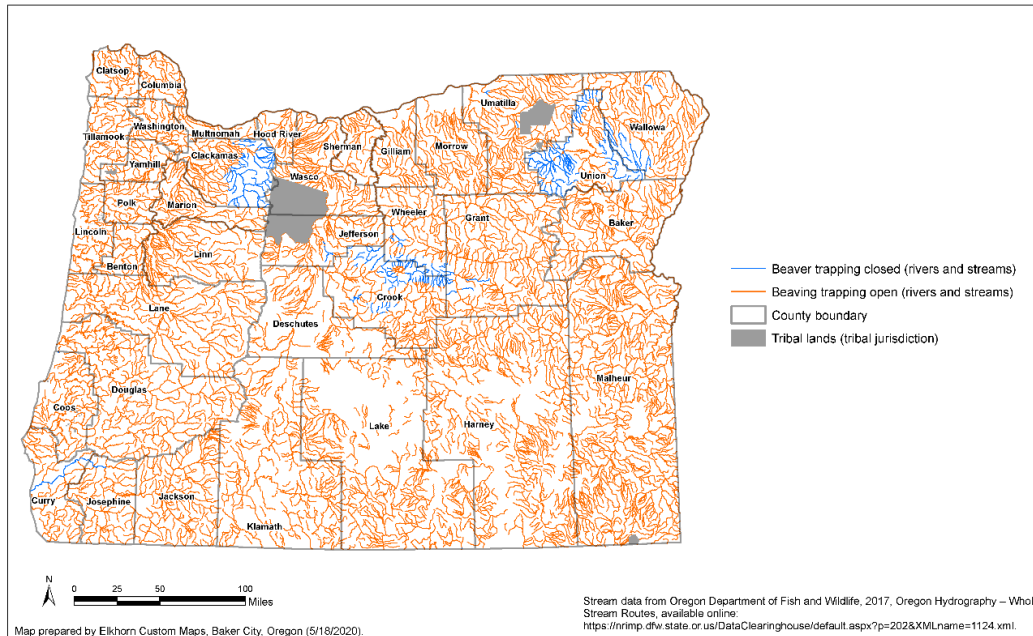 Clatsop
Columbia
Tillamook
Washington
Multnomah
Hood River
Sherman
Gilliam
Morrow
Umatilla
Wallowa
Union
Yamhill
Clackamas
Wasco
Polk
Marion
Wheeler
Grant
Baker
Lincoln
Jefferson
Linn
Benton
Crook
Lane
Deschutes
Douglas
Coos
Lake
Harney
Malheur
Curry
Josephine
Jackson
Klamath
Beaver trapping closed (rivers and streams)
Beaving trapping open (rivers and streams)
County boundary
Tribal lands (tribal jurisdiction)
N
0 25 50 100
Miles
Map prepared by Elkhorn Custom Maps, Baker City, Oregon (5/18/2020).
Stream data from Oregon Department of Fish and Wildlife, 2017, Oregon Hydrography – Whol
Stream Routes, available online:
https://nrimp.dfw.state.or.us/DataClearinghouse/default.aspx?p=202&XMLname=1124.xml.